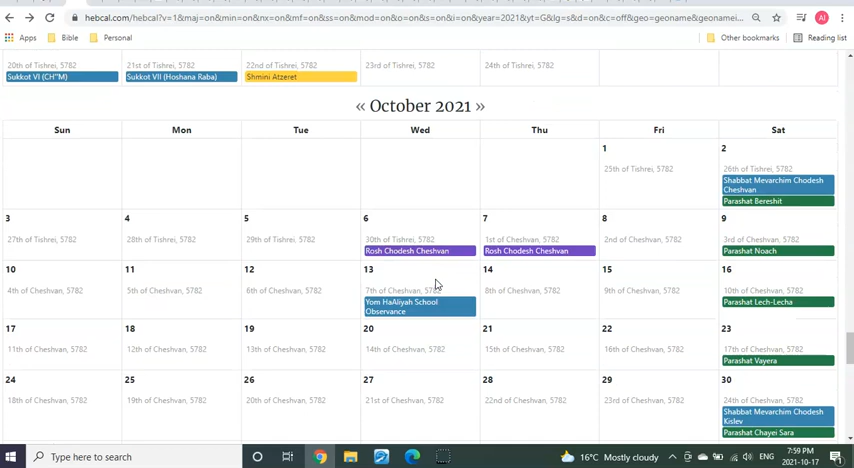 hebcal.com/hebcal?v=1&maj=on&min=on&nx=on&mf=on&ss=on&mod=on&o=on&s=on&i=on&year=2021&yt=G&lg=s&d=on&c=off&geo=geoname&geonamei...
AI
Apps Bible Personal Other bookmarks Reading list
20th of Tishrei, 5782 21st of Tishrei, 5782 22nd of Tishrei, 5782 23rd of Tishrei, 5782 24th of Tishrei, 5782
Sukkot VI (CH''M) Sukkot VII (Hoshana Raba) Shmini Atzeret
« October 2021 »
Sun Mon Tue Wed Thu Fri Sat
1 2
25th of Tishrei, 5782 26th of Tishrei, 5782
Shabbat Mevarchim Chodesh
Cheshvan
Parashat Bereshit
3 4 5 6 7 8 9
27th of Tishrei, 5782 28th of Tishrei, 5782 29th of Tishrei, 5782 30th of Tishrei, 5782 1st of Cheshvan, 5782 2nd of Cheshvan, 5782 3rd of Cheshvan, 5782
Rosh Chodesh Cheshvan Rosh Chodesh Cheshvan Parashat Noach
10 11 12 13 14 15 16
4th of Cheshvan, 5782 5th of Cheshvan, 5782 6th of Cheshvan, 5782 7th of Cheshvan, 5782 8th of Cheshvan, 5782 9th of Cheshvan, 5782 10th of Cheshvan, 5782
Yom HaAliyah School Parashat Lech-Lecha
Observance
17 18 19 20 21 22 23
11th of Cheshvan, 5782 12th of Cheshvan, 5782 13th of Cheshvan, 5782 14th of Cheshvan, 5782 15th of Cheshvan, 5782 16th of Cheshvan, 5782 17th of Cheshvan, 5782
Parashat Vayera
24 25 26 27 28 29 30
18th of Cheshvan, 5782 19th of Cheshvan, 5782 20th of Cheshvan, 5782 21st of Cheshvan, 5782 22nd of Cheshvan, 5782 23rd of Cheshvan, 5782 24th of Cheshvan, 5782
Shabbat Mevarchim Chodesh
Kislev
Parashat Chayei Sara
Type here to search 16°C Mostly cloudy ENG 7:59 PM
2021-10-17